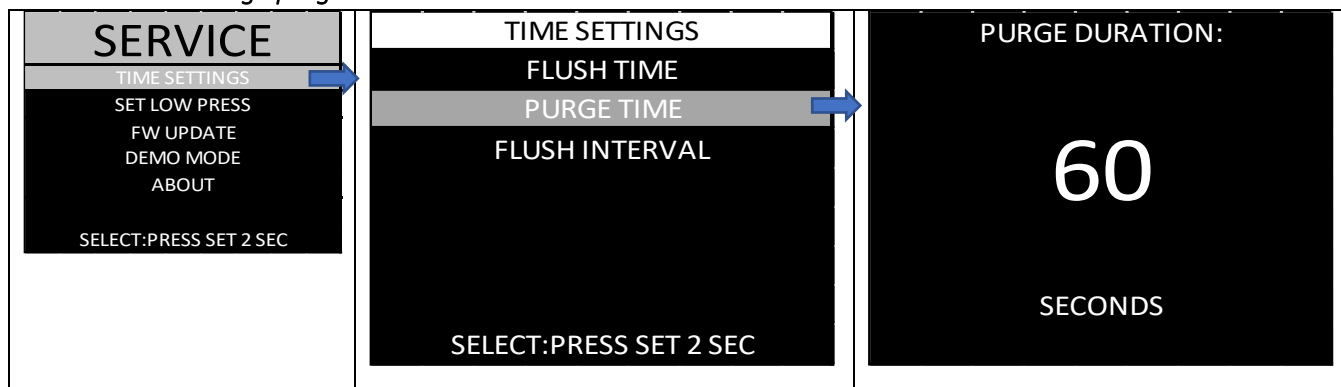 SERVICE
TIME SETTINGS
SET LOW PRESS
FW UPDATE
DEMO MODE
ABOUT
SELECT:PRESS SET 2 SEC
TIME SETTINGS
FLUSH TIME
PURGE TIME
FLUSH INTERVAL
SELECT:PRESS SET 2 SEC
PURGE DURATION:
60
SECONDS